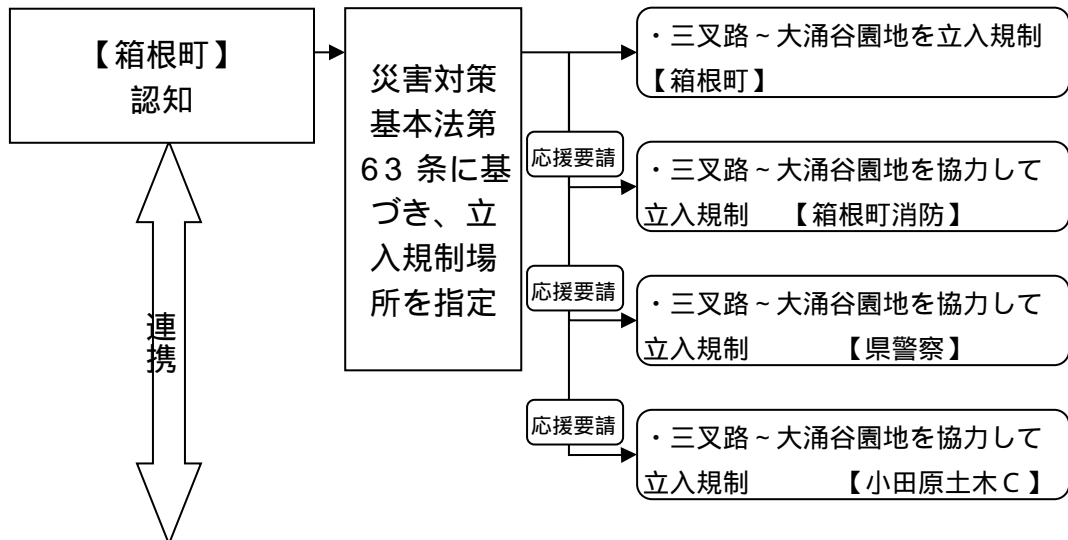 【箱根町】
認知
災害対策
基本法第
63 条に基
づき、立
入規制場
所を指定
・三叉路~大涌谷園地を立入規制
【箱根町】
応援要請
・三叉路~大涌谷園地を協力して
立入規制 【箱根町消防】
応援要請
・三叉路~大涌谷園地を協力して
立入規制 【県警察】
応援要請
・三叉路~大涌谷園地を協力して
立入規制 【小田原土木C】
連携